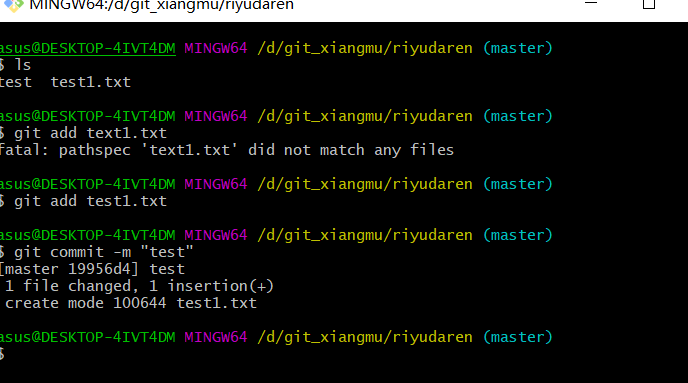 MINGW64:/d/git_xiangmu/riyudaren
asus@DESKTOP-4IVT4DM MINGW64 /d/git_xiangmu/riyudaren (master)
$ ls
test  test1.txt
asus@DESKTOP-4IVT4DM MINGW64 /d/git_xiangmu/riyudaren (master)
$ git add text1.txt
fatal: pathspec 'text1.txt' did not match any files
asus@DESKTOP-4IVT4DM MINGW64 /d/git_xiangmu/riyudaren (master)
$ git add test1.txt
asus@DESKTOP-4IVT4DM MINGW64 /d/git_xiangmu/riyudaren (master)
$ git commit -m "test"
[master 19956d4] test
 1 file changed, 1 insertion(+)
 create mode 100644 test1.txt
asus@DESKTOP-4IVT4DM MINGW64 /d/git_xiangmu/riyudaren (master)
$